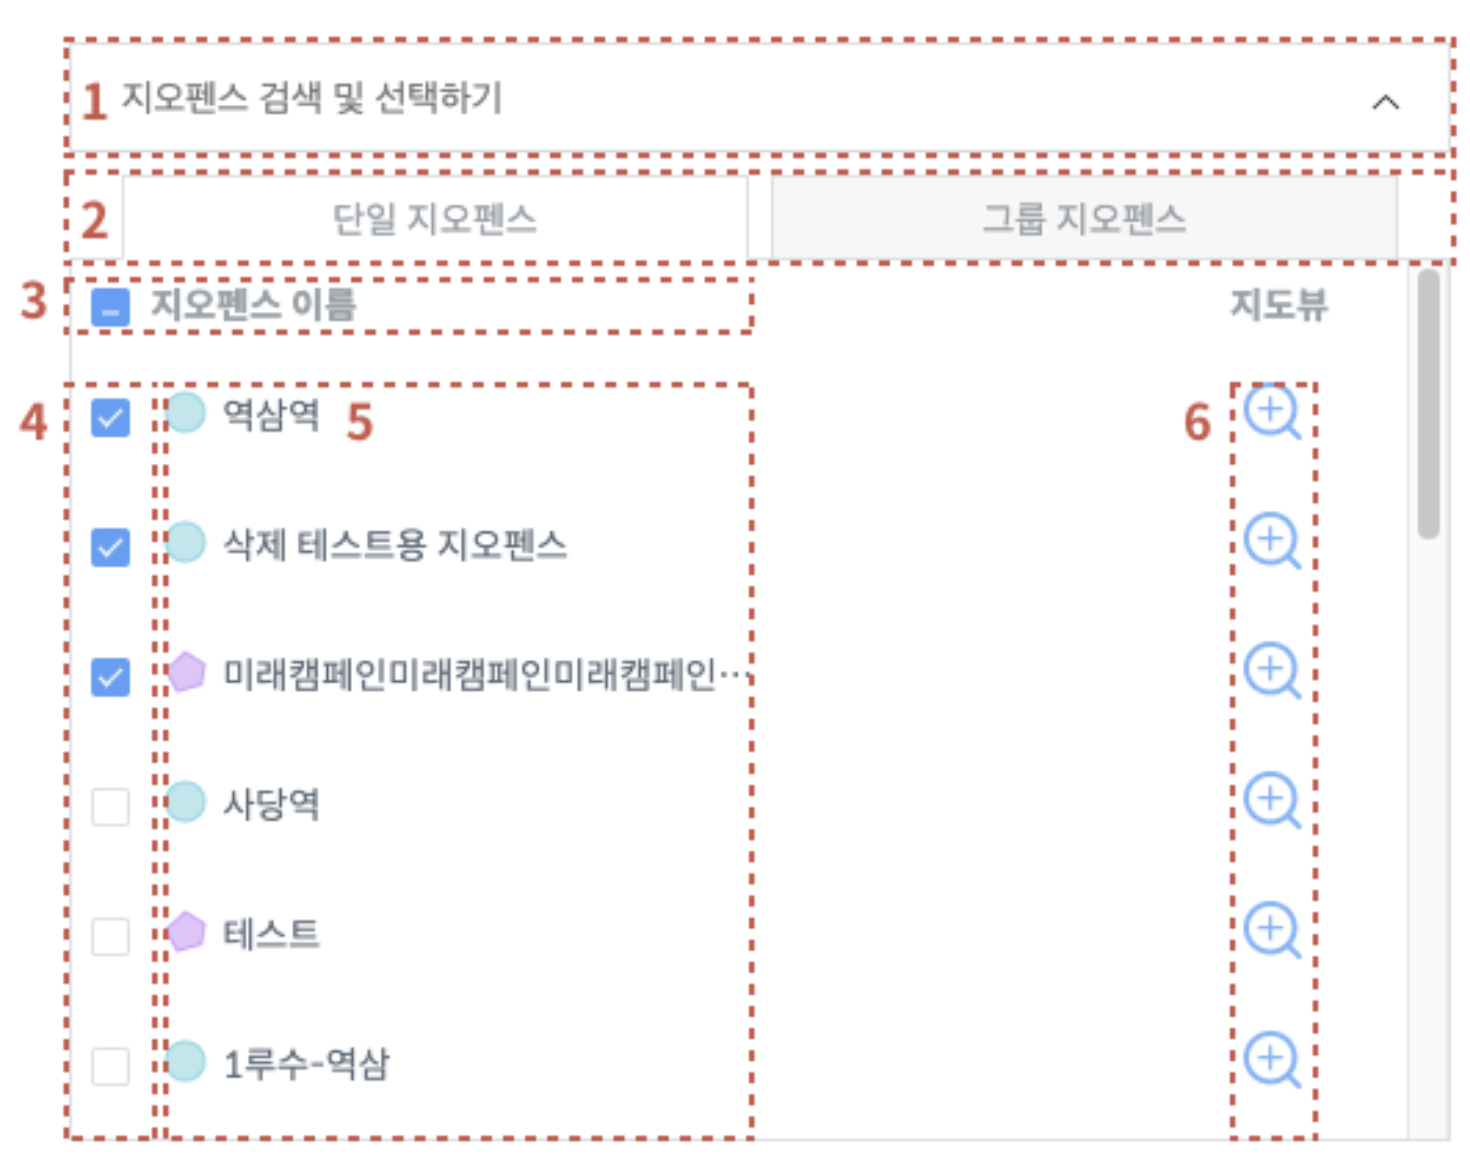 1 지오펜스 검색 및 선택하기
2 단일 지오펜스 그룹 지오펜스
3 지오펜스 이름 지도뷰
4 역삼역 5 6
삭제 테스트용 지오펜스
미래캠페인미래캠페인미래캠페인…
사당역
테스트
1루수-역삼